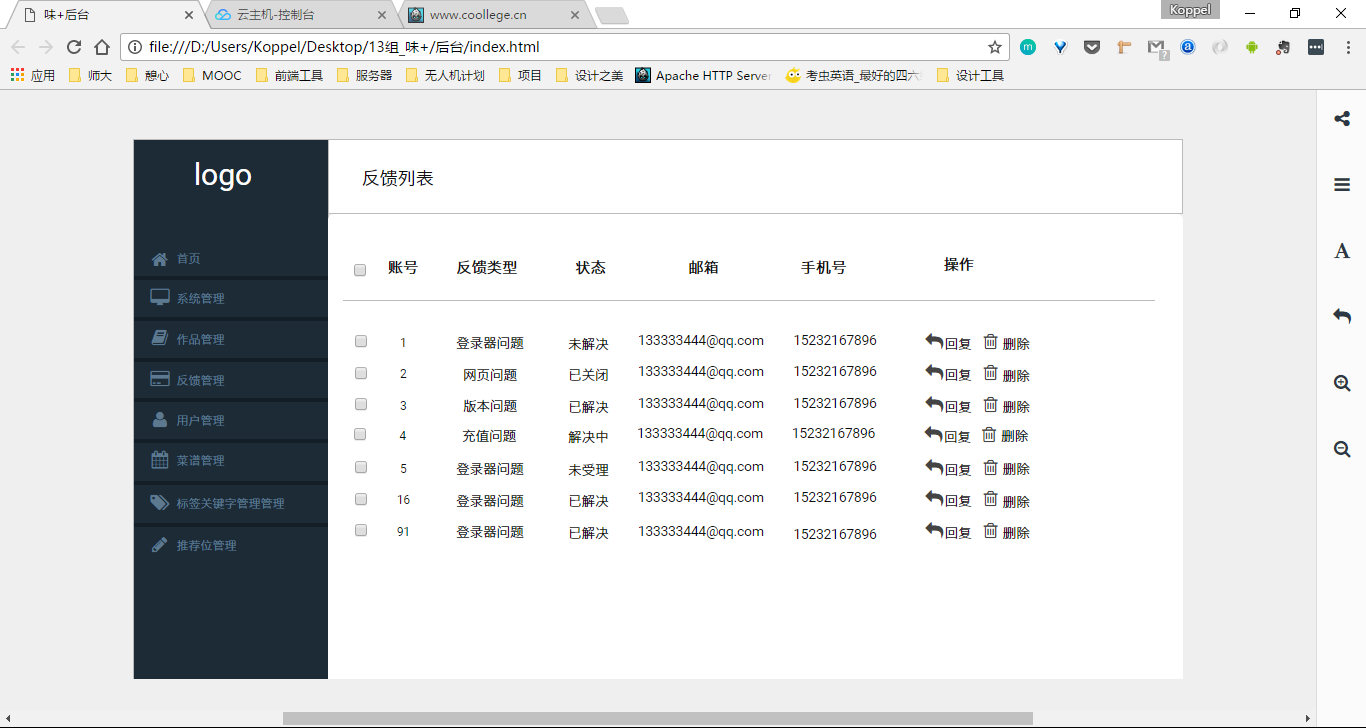 味+后台 云主机-控制台 www.coollege.cn Koppel
file:///D:/Users/Koppel/Desktop/13组_味+/后台/index.html
应用 师大 憩心 MOOC 前端工具 服务器 无人机计划 项目 设计之美 Apache HTTP Server 考虫英语_最好的四六 设计工具
logo
反馈列表
首页
系统管理
作品管理
反馈管理
用户管理
菜谱管理
标签关键字管理管理
推荐位管理
账号 反馈类型 状态 邮箱 手机号 操作
1 登录器问题 未解决 133333444@qq.com 15232167896 回复 删除
2 网页问题 已关闭 133333444@qq.com 15232167896 回复 删除
3 版本问题 已解决 133333444@qq.com 15232167896 回复 删除
4 充值问题 解决中 133333444@qq.com 15232167896 回复 删除
5 登录器问题 未受理 133333444@qq.com 15232167896 回复 删除
16 登录器问题 已解决 133333444@qq.com 15232167896 回复 删除
91 登录器问题 已解决 133333444@qq.com 15232167896 回复 删除